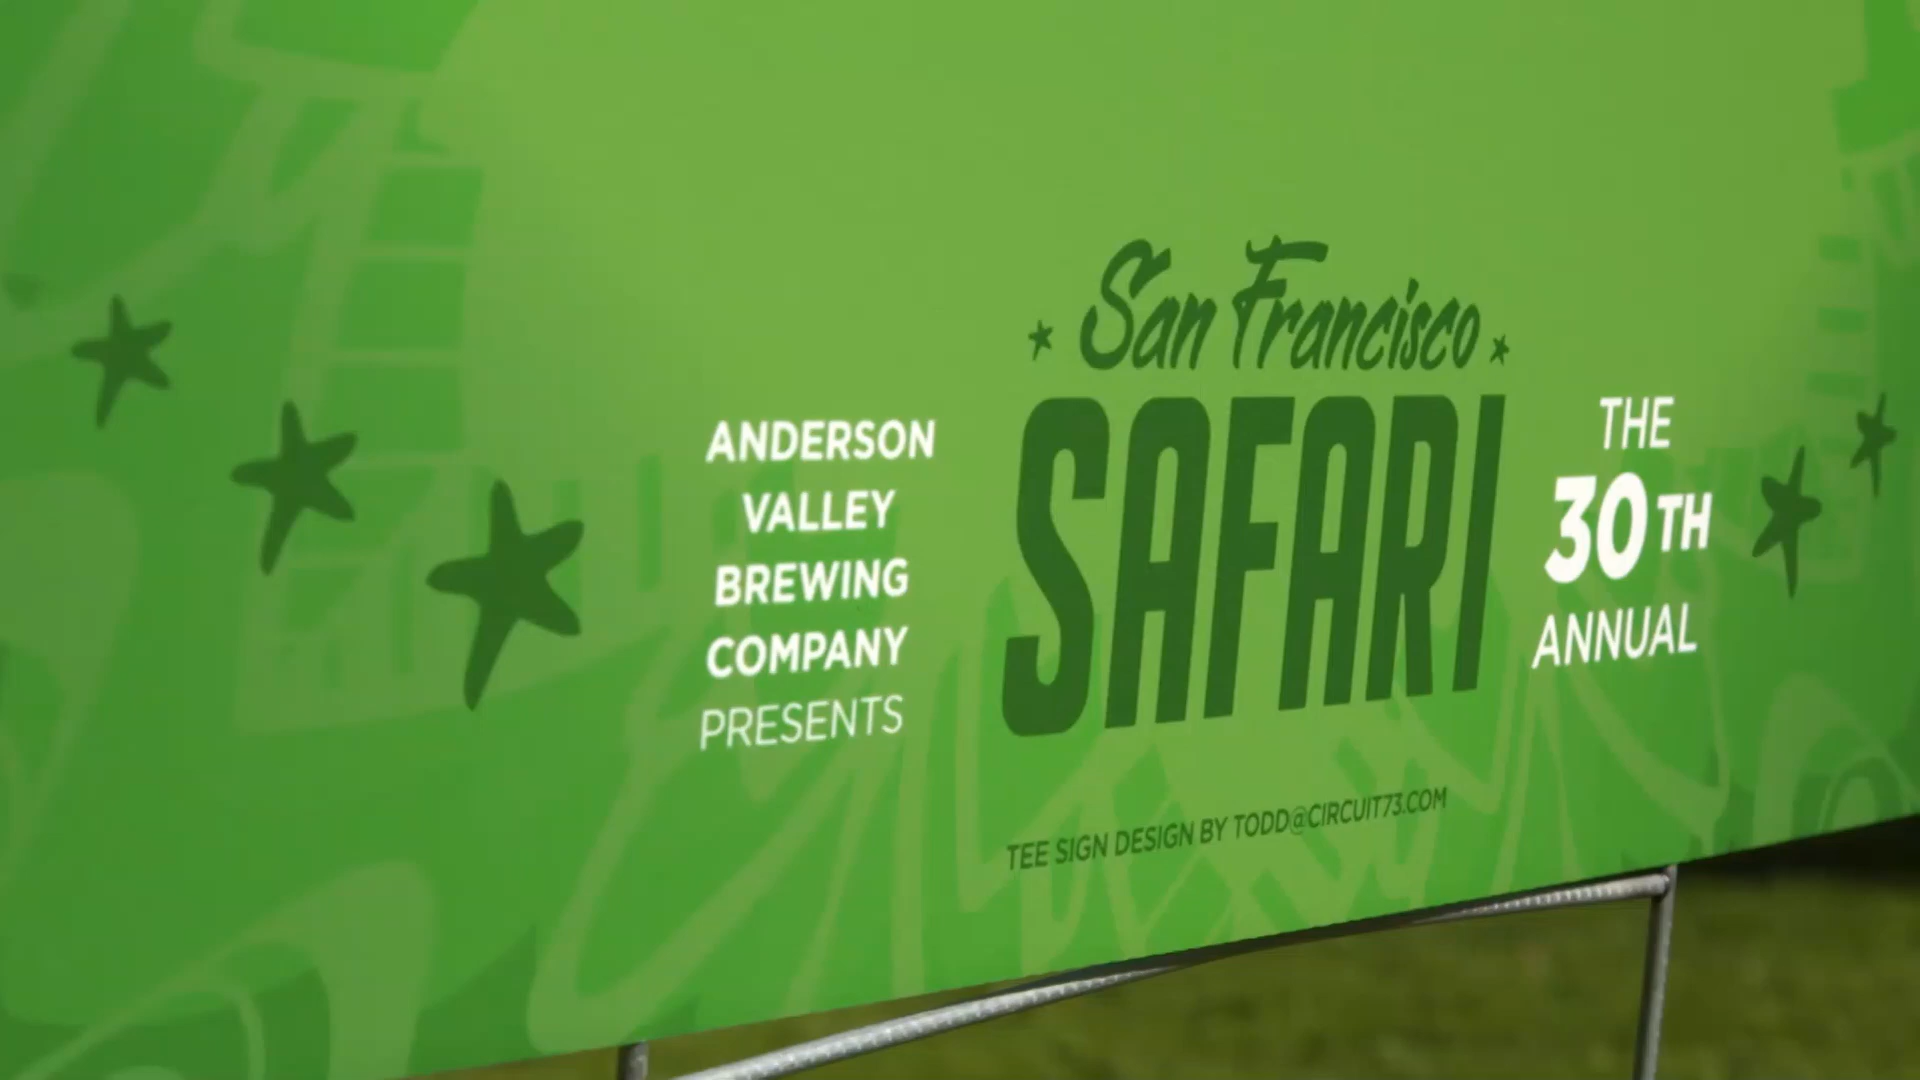 ANDERSON
VALLEY
BREWING
COMPANY
PRESENTS
San Francisco
SAFARI
THE
30TH
ANNUAL
TEE SIGN DESIGN BY TODD@CIRCUIT73.COM